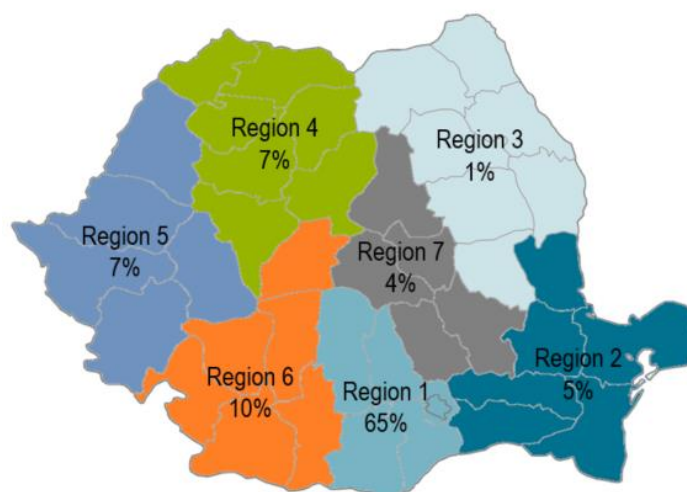 Region 4
7%
Region 3
1%
Region 5
7%
Region 7
4%
Region 6
10%
Region 1
65%
Region 2
5%